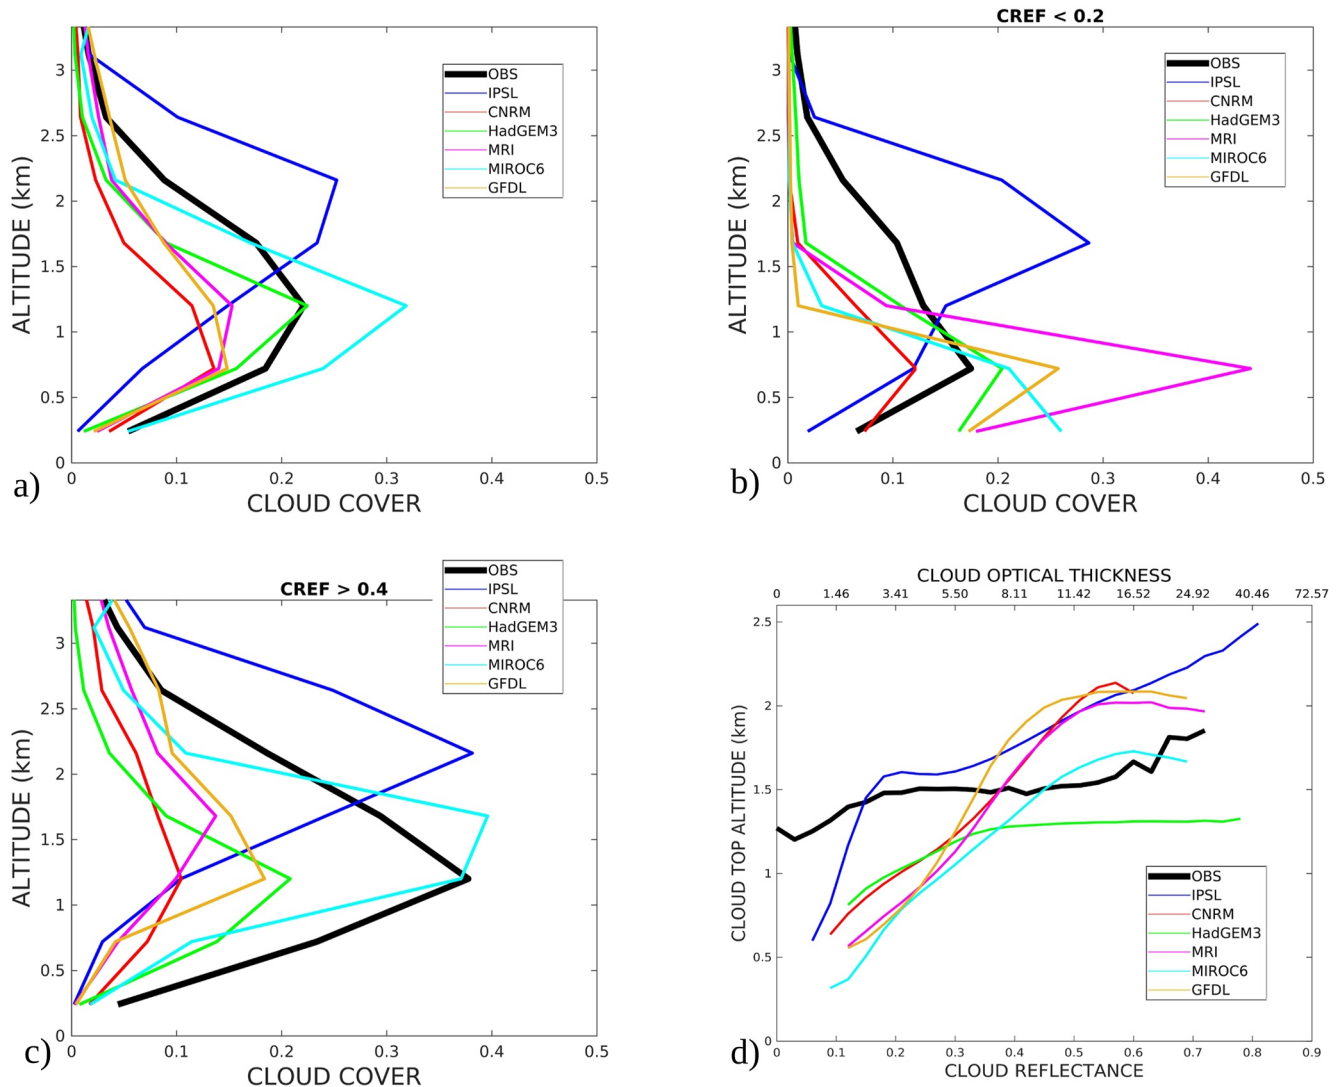 3
2.5
2
1.5
1
0.5
0
ALTITUDE (km)
0 0.1 0.2 0.3 0.4 0.5
CLOUD COVER
a)
OBS
IPSL
CNRM
HadGEM3
MRI
MIROC6
GFDL
CREF < 0.2
3
2.5
2
1.5
1
0.5
0
ALTITUDE (km)
0 0.1 0.2 0.3 0.4 0.5
CLOUD COVER
b)
OBS
IPSL
CNRM
HadGEM3
MRI
MIROC6
GFDL
CREF > 0.4
3
2.5
2
1.5
1
0.5
0
ALTITUDE (km)
0 0.1 0.2 0.3 0.4 0.5
CLOUD COVER
c)
OBS
IPSL
CNRM
HadGEM3
MRI
MIROC6
GFDL
CLOUD OPTICAL THICKNESS
0 1.46 3.41 5.50 8.11 11.42 16.52 24.92 40.46 72.57
2.5
2
1.5
1
0.5
0
CLOUD TOP ALTITUDE (km)
0 0.1 0.2 0.3 0.4 0.5 0.6 0.7 0.8 0.9
CLOUD REFLECTANCE
d)
OBS
IPSL
CNRM
HadGEM3
MRI
MIROC6
GFDL